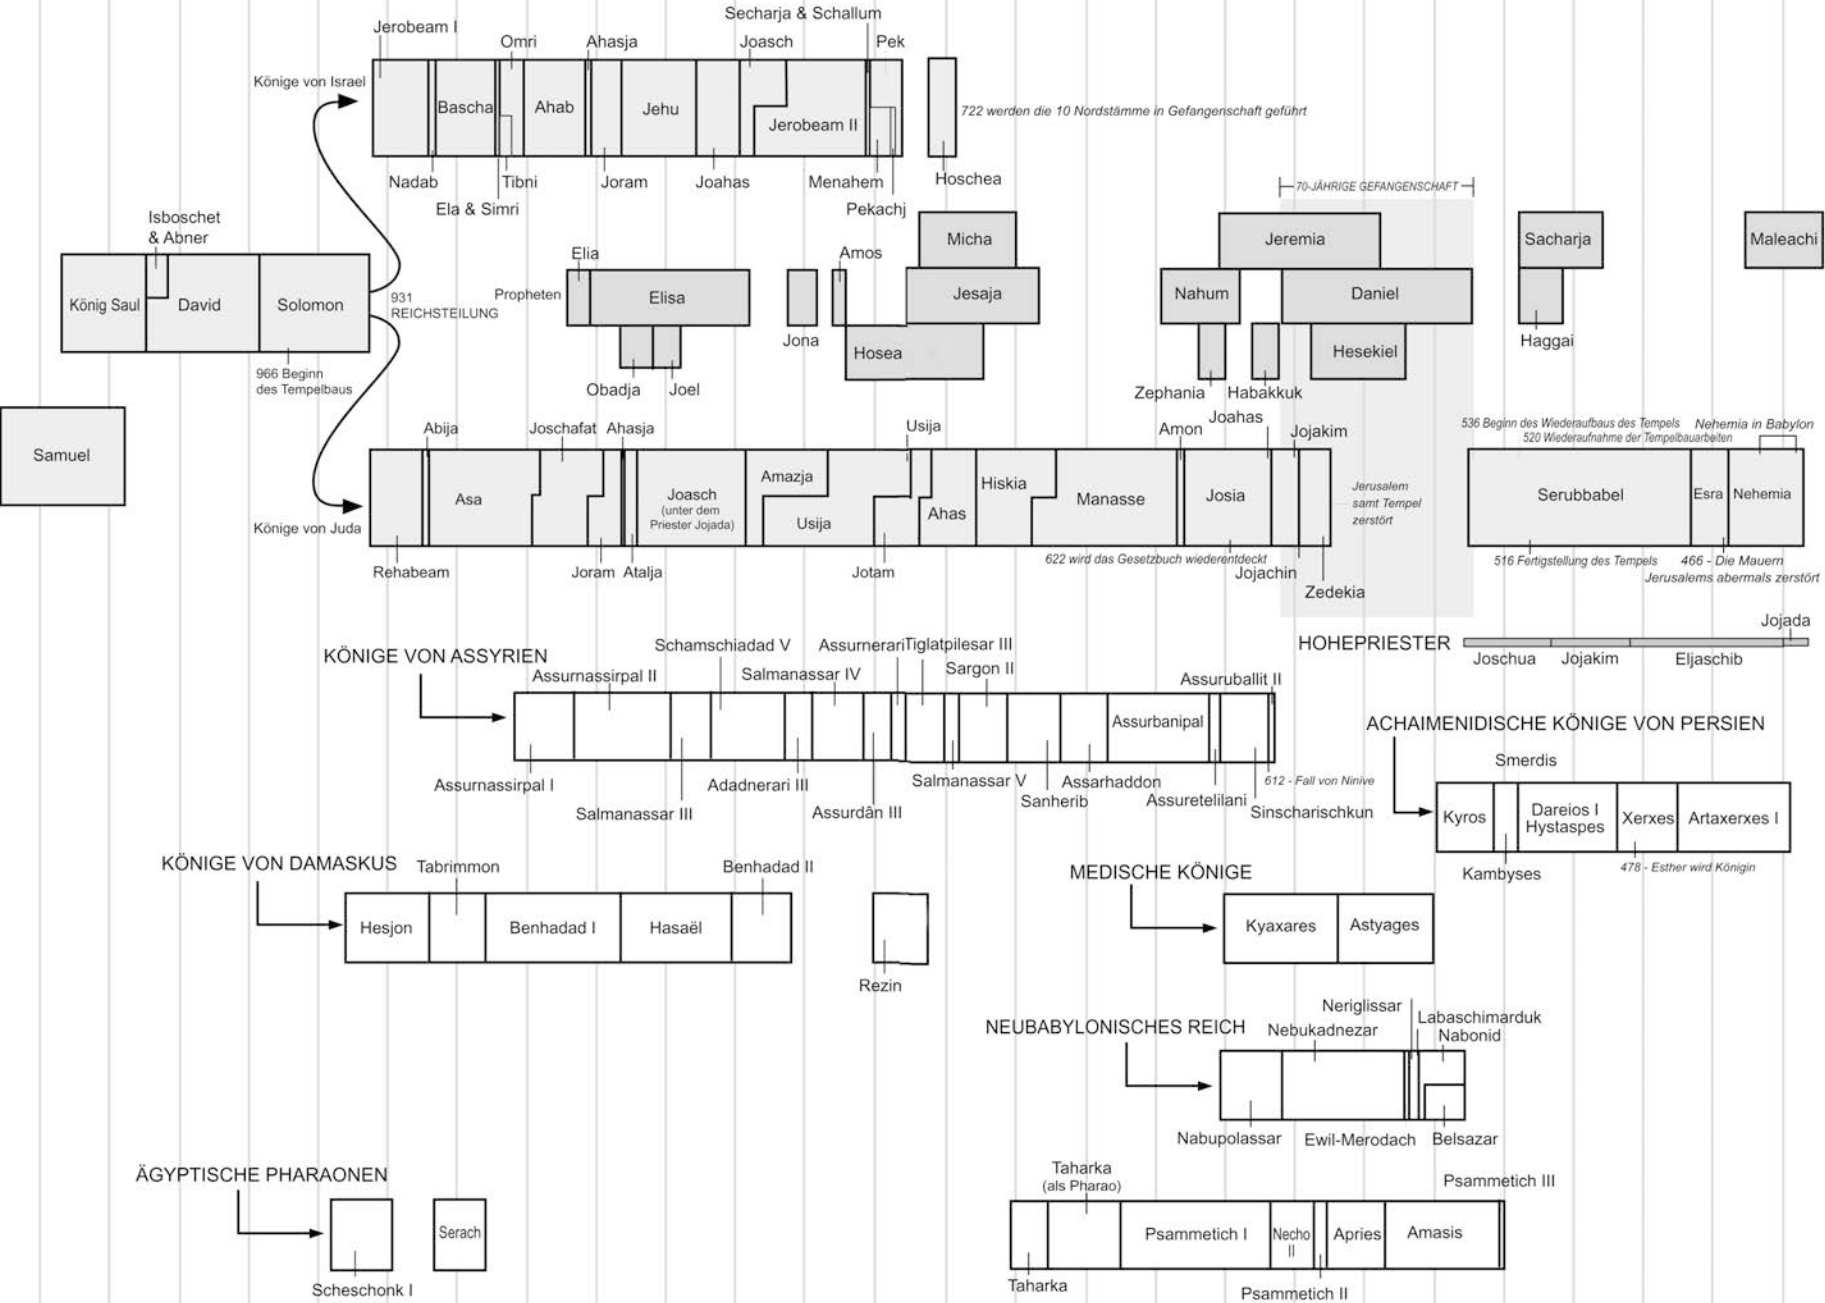 Secharja & Schallum
Jerobeam I
Omri
Ahasja
Joasch
Pek
Könige von Israel
Bascha
Ahab
Jehu
Jerobeam II
722 werden die 10 Nordstämme in Gefangenschaft geführt
Nadab
Tibni
Joram
Joahas
Menahem
Hoschea
Ela & Simri
Pekachj
70-JÄHRIGE GEFANGENSCHAFT
Isboschet
& Abner
Micha
Jeremia
Sacharja
Maleachi
Elia
Amos
König Saul
David
Solomon
931
REICHSTEILUNG
Propheten
Elisa
Jesaja
Nahum
Daniel
Jona
Hosea
Hesekiel
Haggai
966 Beginn
des Tempelbaus
Obadja
Joel
Zephania
Habakkuk
Samuel
Abija
Joschafat
Ahasja
Usija
Amon
Joahas
Jojakim
536 Beginn des Wiederaufbaus des Tempels
520 Wiederaufnahme der Tempelbauarbeiten
Nehemia in Babylon
Asa
Joasch
(unter dem
Priester Jojada)
Amazja
Usija
Ahas
Hiskia
Manasse
Josia
Jerusalem
samt Tempel
zerstört
Serubbabel
Esra
Nehemia
Könige von Juda
Rehabeam
Joram
Atalja
Jotam
622 wird das Gesetzbuch wiederentdeckt
Jojachin
Zedekia
516 Fertigstellung des Tempels
466 - Die Mauern
Jerusalems abermals zerstört
HOHEPRIESTER
Jojada
Joschua
Jojakim
Eljaschib
KÖNIGE VON ASSYRIEN
Schamschiadad V
Assurnerari
Tiglatpilesar III
Assurnassirpal II
Salmanassar IV
Sargon II
Assuruballit II
Assurbanipal
Assurnassirpal I
Salmanassar III
Adadnerari III
Assurdân III
Salmanassar V
Sanherib
Assarhaddon
Assuretelilani
612 - Fall von Ninive
Sinscharischkun
ACHAIMENIDISCHE KÖNIGE VON PERSIEN
Smerdis
Kyros
Dareios I
Hystaspes
Xerxes
Artaxerxes I
Kambyses
478 - Esther wird Königin
KÖNIGE VON DAMASKUS
Tabrimmon
Benhadad II
Hesjon
Benhadad I
Hasaël
Rezin
MEDISCHE KÖNIGE
Kyaxares
Astyages
NEUBABYLONISCHES REICH
Neriglissar
Nebukadnezar
Labaschimarduk
Nabonid
Nabupolassar
Ewil-Merodach
Belsazar
ÄGYPTISCHE PHARAONEN
Serach
Scheschonk I
Taharka
(als Pharao)
Psammetich III
Psammetich I
Necho
II
Apries
Amasis
Taharka
Psammetich II